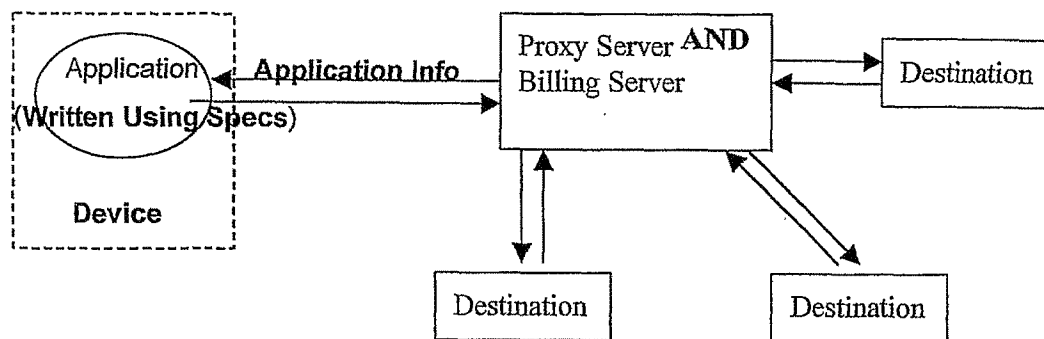 Application
(Written Using Specs)
Device
Application Info
Proxy Server AND
Billing Server
Destination
Destination
Destination